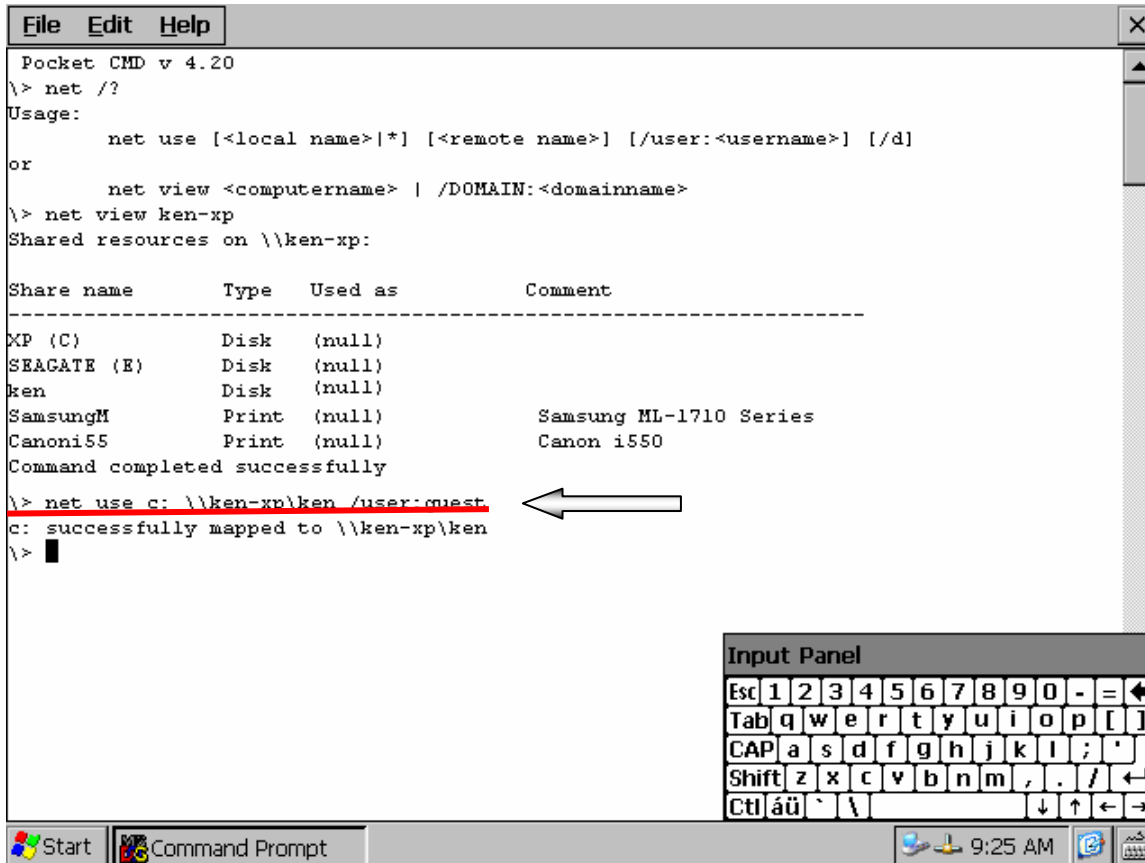 File Edit Help
Pocket CMD v 4.20
\> net /?
Usage:
net use [<local name>|*] [<remote name>] [/user:<username>] [/d]
or
net view <computername> | /DOMAIN:<domainname>
\> net view ken-xp
Shared resources on \\ken-xp:
Share name Type Used as Comment
--------------------------------------------------------------------
XP (C) Disk (null)
SEAGATE (E) Disk (null)
ken Disk (null)
SamsungM Print (null) Samsung ML-1710 Series
Canoni55 Print (null) Canon i550
Command completed successfully
\> net use c: \\ken-xp\ken /user:guest
c: successfully mapped to \\ken-xp\ken
\>
Input Panel
Esc 1 2 3 4 5 6 7 8 9 0 - =
Tab q w e r t y u i o p [ ]
CAP a s d f g h j k l ; '
Shift z x c v b n m , . /
Ctl áü ` \
Start Command Prompt 9:25 AM